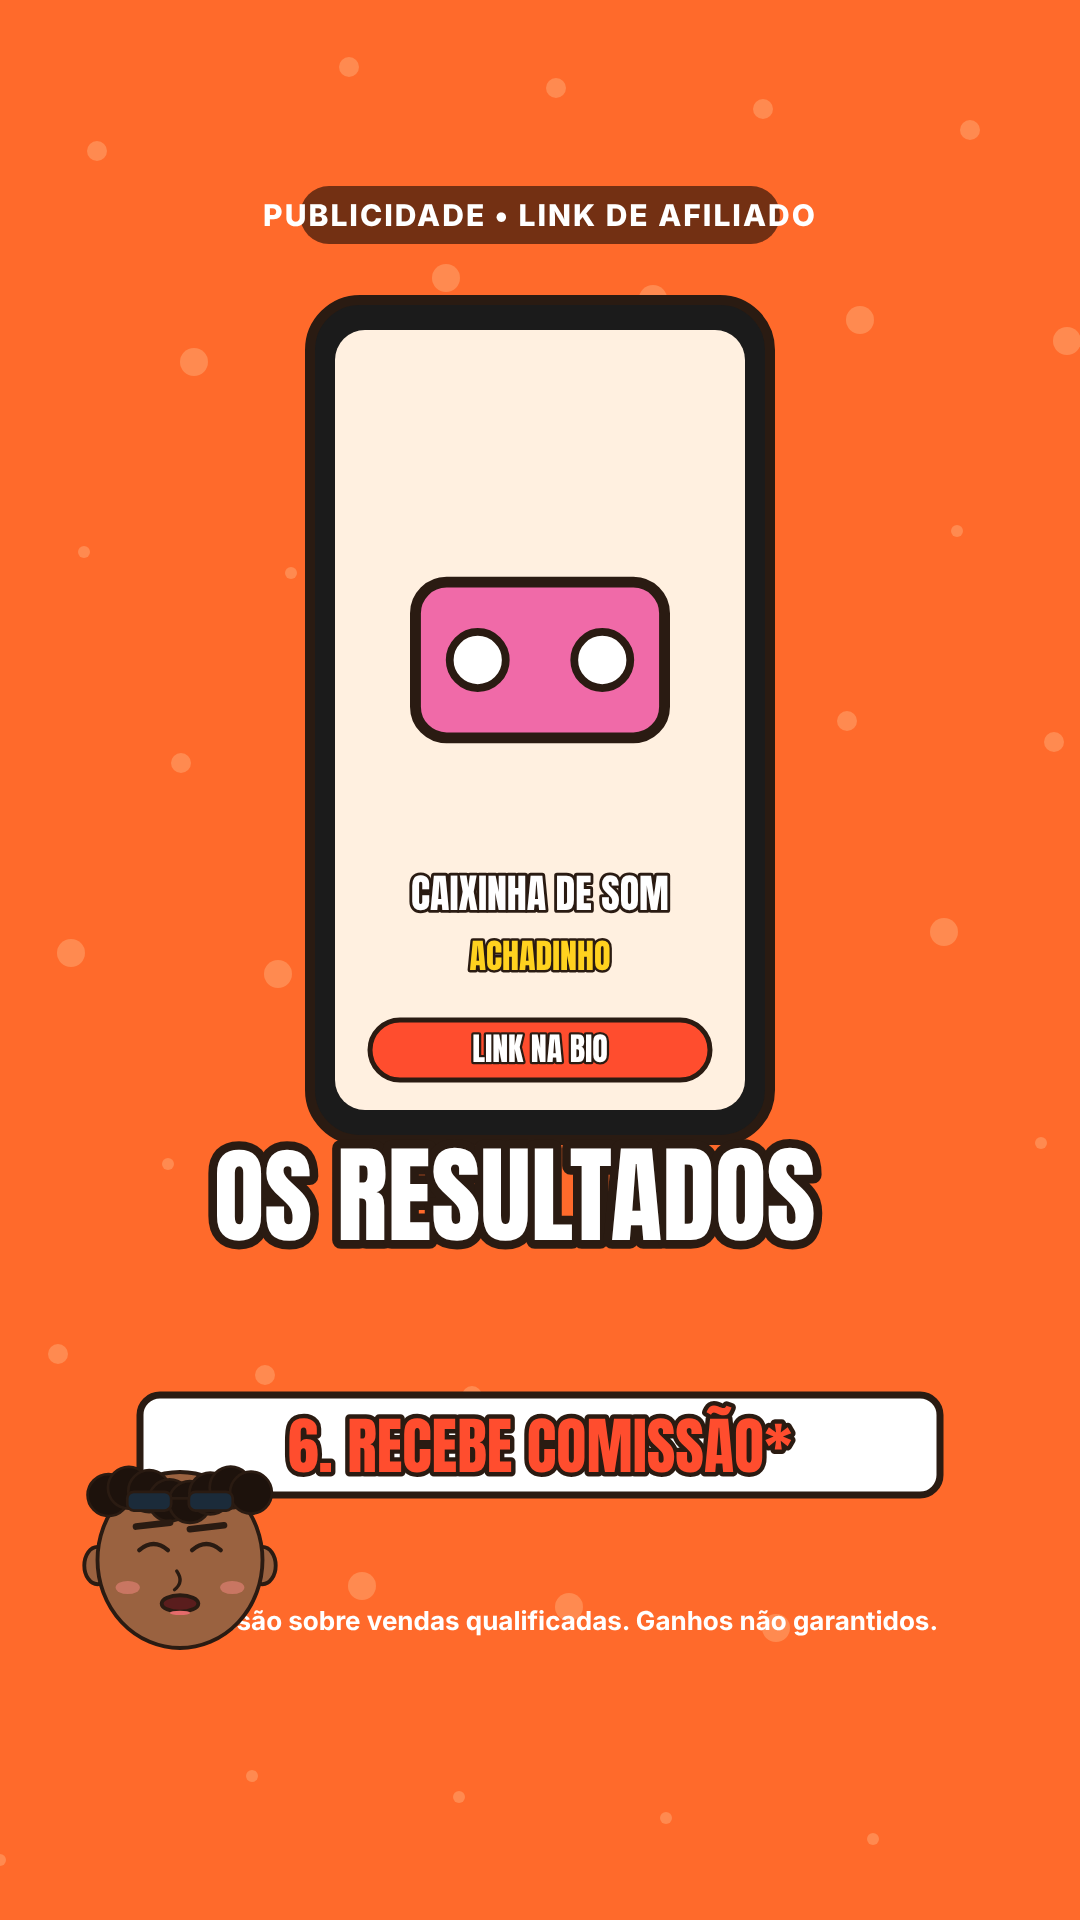 PUBLICIDADE • LINK DE AFILIADO
CAIXINHA DE SOM
ACHADINHO
LINK NA BIO
OS RESULTADOS
6. RECEBE COMISSÃO*
são sobre vendas qualificadas. Ganhos não garantidos.